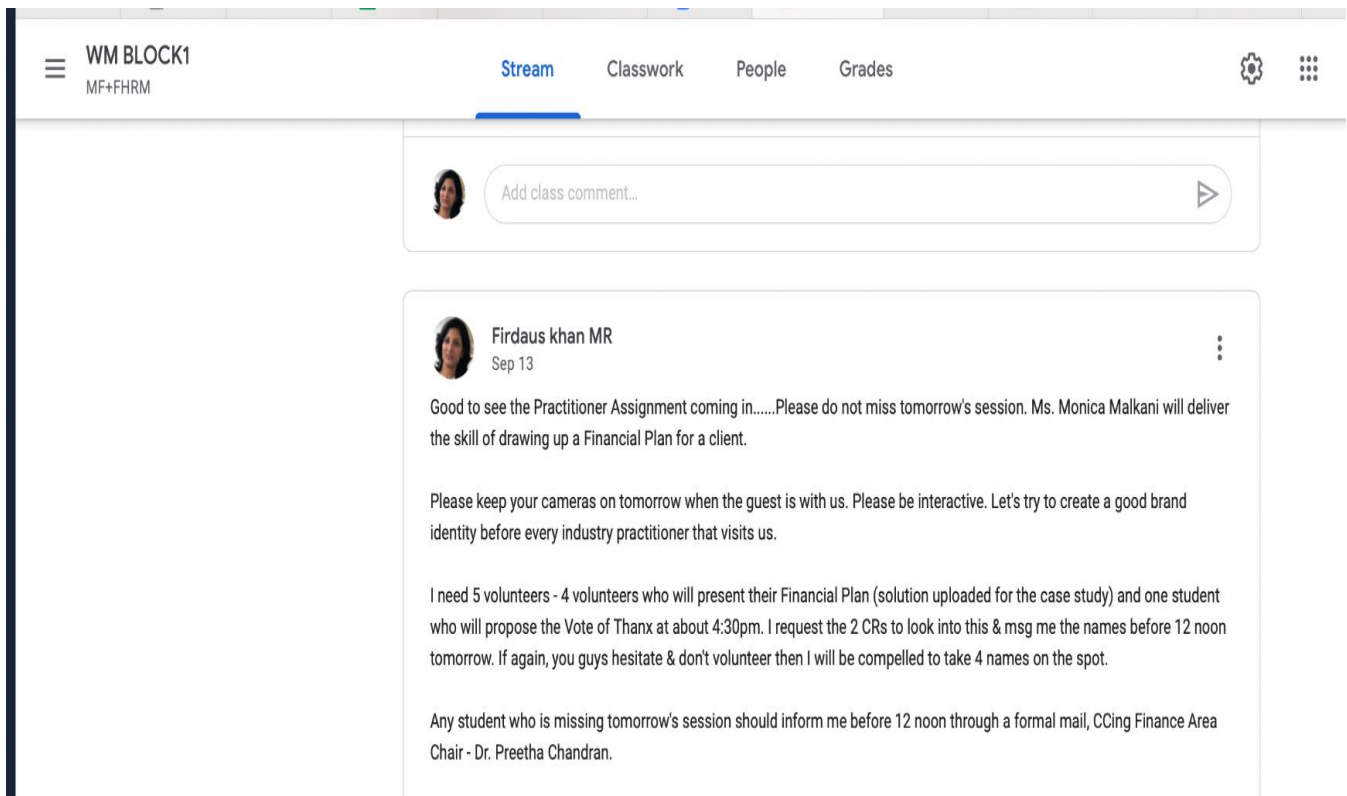 WM BLOCK1
MF+FHRM
Stream Classwork People Grades
Add class comment...
Firdaus khan MR
Sep 13
Good to see the Practitioner Assignment coming in......Please do not miss tomorrow's session. Ms. Monica Malkani will deliver
the skill of drawing up a Financial Plan for a client.
Please keep your cameras on tomorrow when the guest is with us. Please be interactive. Let's try to create a good brand
identity before every industry practitioner that visits us.
I need 5 volunteers - 4 volunteers who will present their Financial Plan (solution uploaded for the case study) and one student
who will propose the Vote of Thanx at about 4:30pm. I request the 2 CRs to look into this & msg me the names before 12 noon
tomorrow. If again, you guys hesitate & don't volunteer then I will be compelled to take 4 names on the spot.
Any student who is missing tomorrow's session should inform me before 12 noon through a formal mail, CCing Finance Area
Chair - Dr. Preetha Chandran.